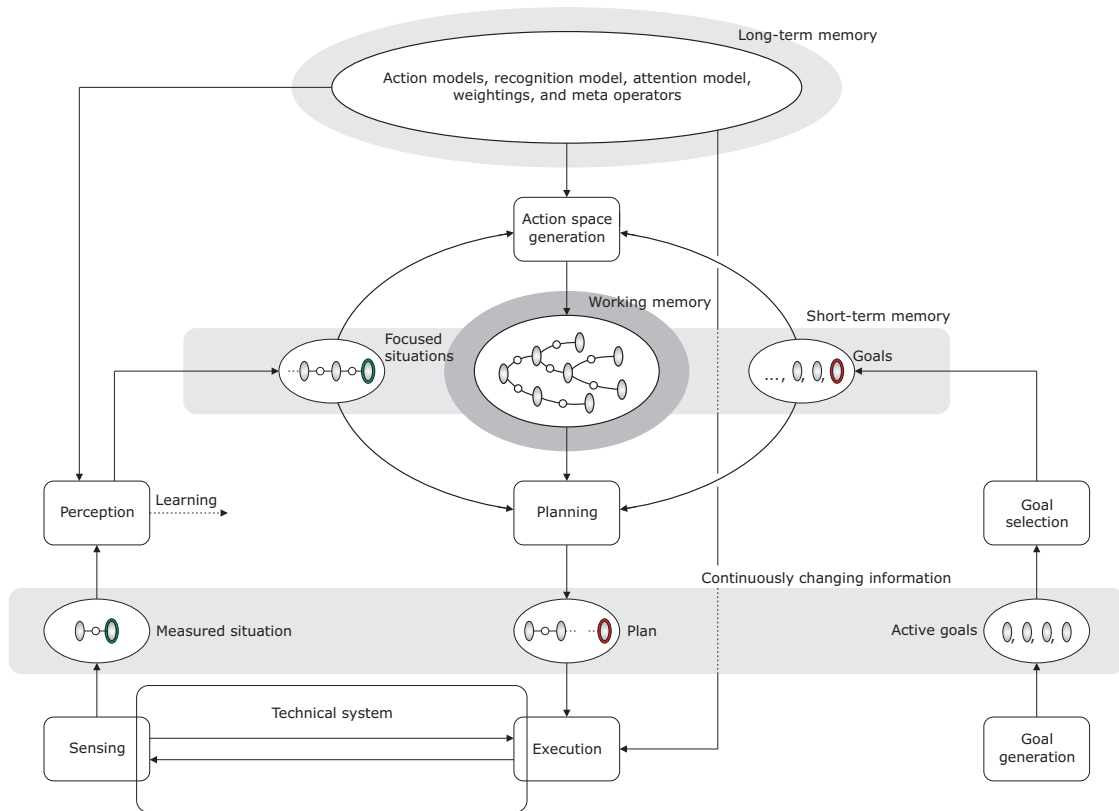 Long-term memory
Action models, recognition model, attention model,
weightings, and meta operators
Action space
generation
Working memory
Short-term memory
Focused
situations
Goals
..., , ,
Perception
Learning
Planning
Goal
selection
Continuously changing information
Measured situation
Plan
Active goals
, , ,
Technical system
Sensing
Execution
Goal
generation